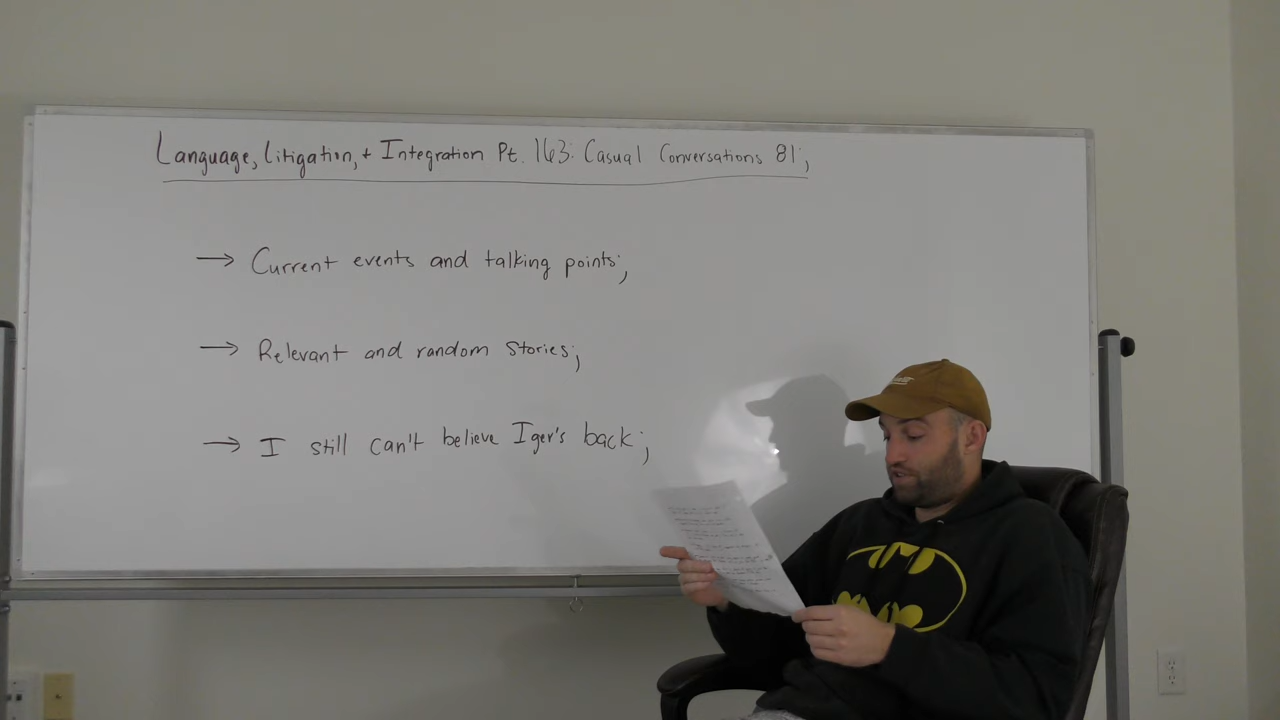 Language, Litigation, + Integration Pt. 163: Casual Conversations 81;
→ Current events and talking points;
→ Relevant and random stories;
→ I still can't believe Iger's back;